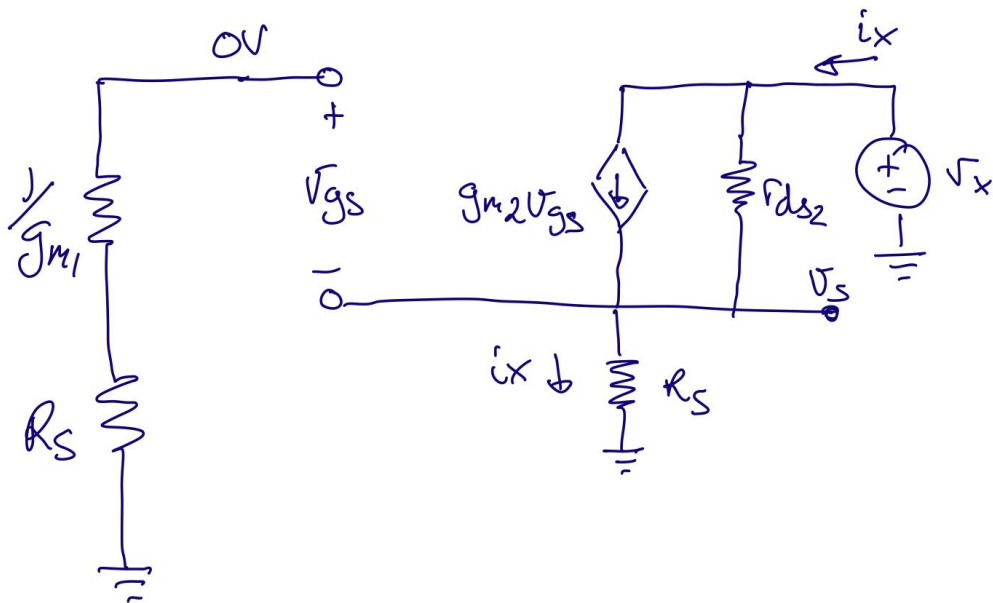 0V
ix
+
1/gm1
Vgs
gm2Vgs
rds2
+
-
Vx
-
Vs
ix ↓
Rs
Rs